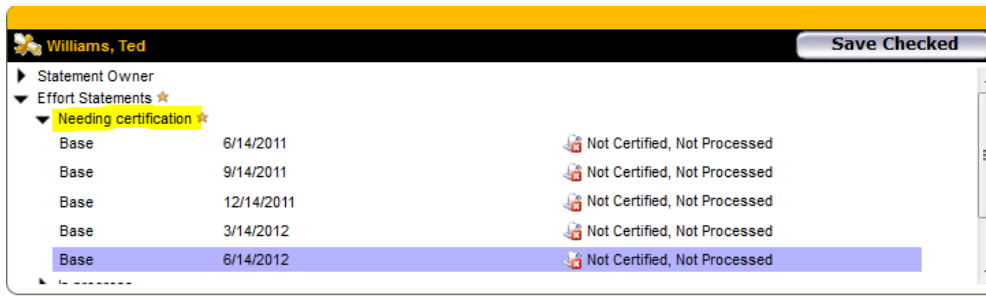 Williams, Ted Save Checked
Statement Owner
Effort Statements
Needing certification
Base 6/14/2011 Not Certified, Not Processed
Base 9/14/2011 Not Certified, Not Processed
Base 12/14/2011 Not Certified, Not Processed
Base 3/14/2012 Not Certified, Not Processed
Base 6/14/2012 Not Certified, Not Processed